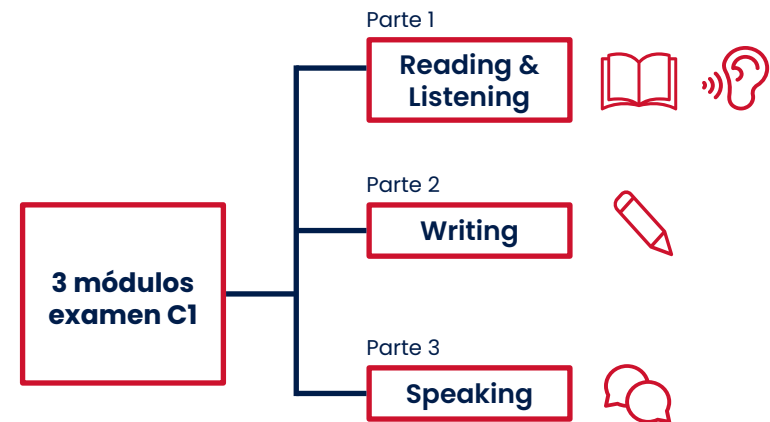 Parte 1
Reading &
Listening
Parte 2
Writing
3 módulos
examen C1
Parte 3
Speaking